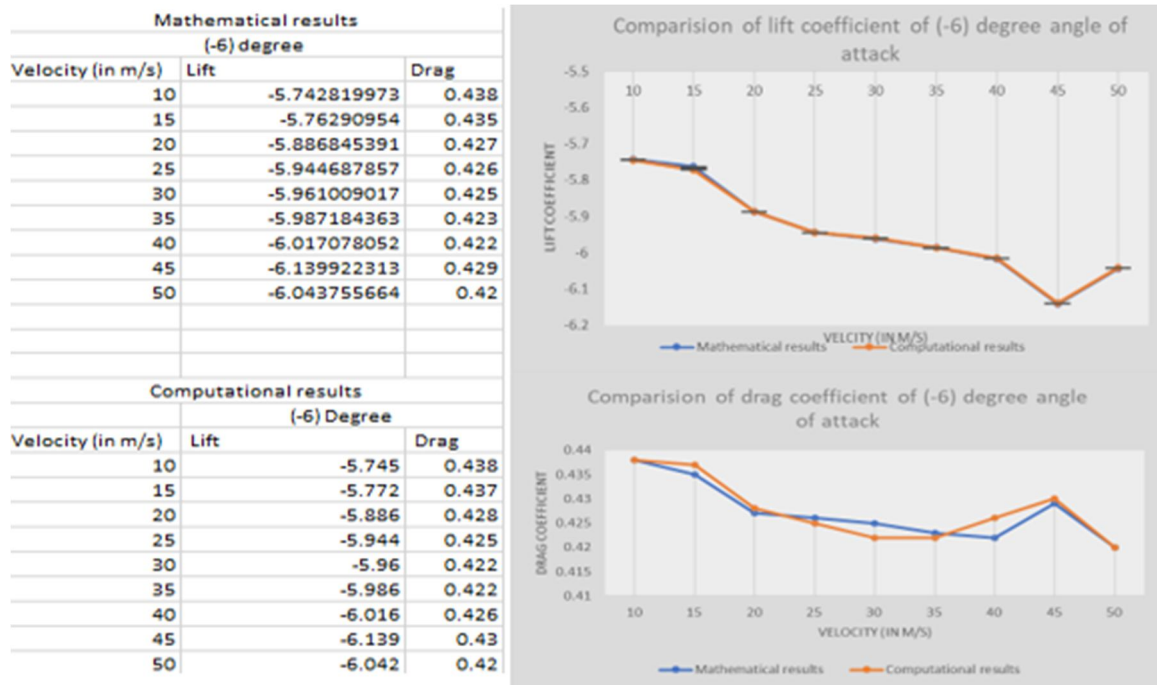 Mathematical results
(-6) degree
Velocity (in m/s) Lift Drag
10 -5.742819973 0.438
15 -5.76290954 0.435
20 -5.886845391 0.427
25 -5.944687857 0.426
30 -5.961009017 0.425
35 -5.987184363 0.423
40 -6.017078052 0.422
45 -6.139922313 0.429
50 -6.043755664 0.42
Computational results
(-6) Degree
Velocity (in m/s) Lift Drag
10 -5.745 0.438
15 -5.772 0.437
20 -5.886 0.428
25 -5.944 0.425
30 -5.96 0.422
35 -5.986 0.422
40 -6.016 0.426
45 -6.139 0.43
50 -6.042 0.42
Comparision of lift coefficient of (-6) degree angle of
attack
LIFT COEFFICIENT
-5.5
-5.6
-5.7
-5.8
-5.9
-6
-6.1
-6.2
10 15 20 25 30 35 40 45 50
VELCITY (IN M/S)
Mathematical results Computational results
Comparision of drag coefficient of (-6) degree angle
of attack
DRAG COEFFICIENT
0.44
0.435
0.43
0.425
0.42
0.415
0.41
10 15 20 25 30 35 40 45 50
VELOCITY (IN M/S)
Mathematical results Computational results